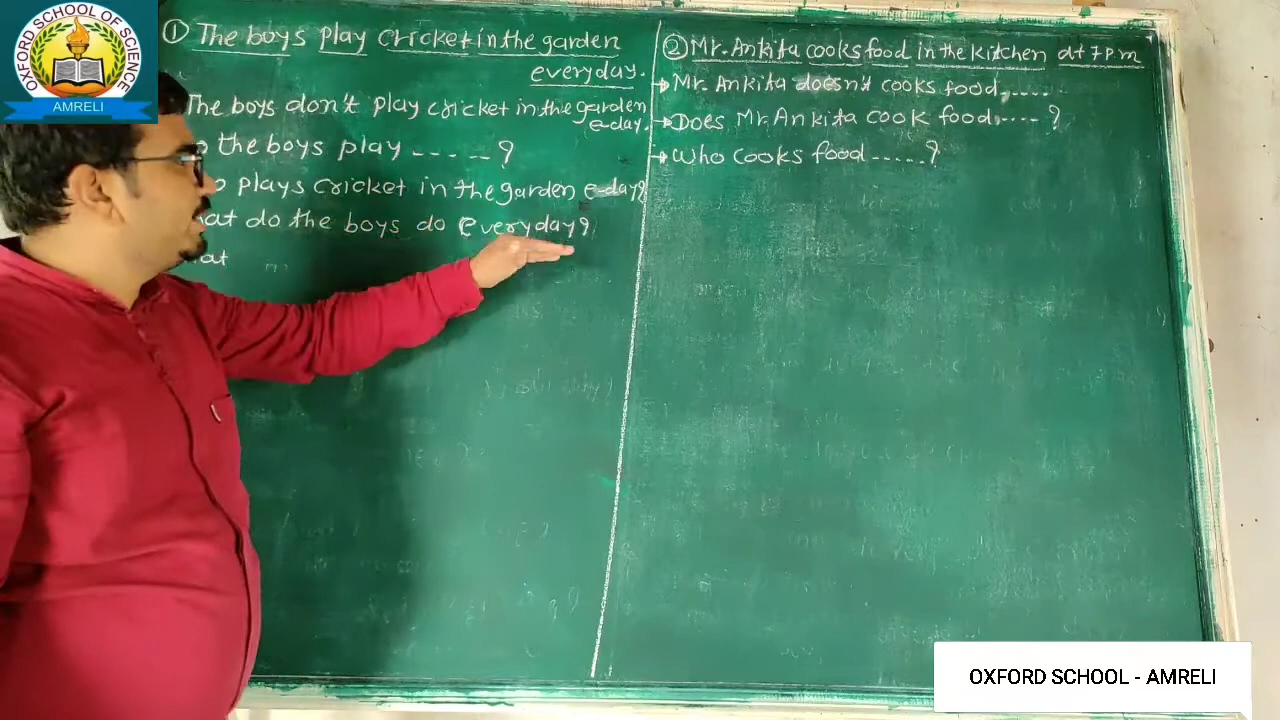 OXFORD SCHOOL OF SCIENCE
AMRELI
① The boys play cricket in the garden
everyday.
The boys don't play cricket in the garden
e-day.
the boys play - - - - - ?
plays cricket in the garden e-day?
do the boys do everyday?
② Mr. Ankita cooks food in the kitchen at 7 p.m
→ Mr. Ankita doesn't cooks food......
→ Does Mr. Ankita cook food,.... ?
→ Who cooks food.....?
OXFORD SCHOOL - AMRELI